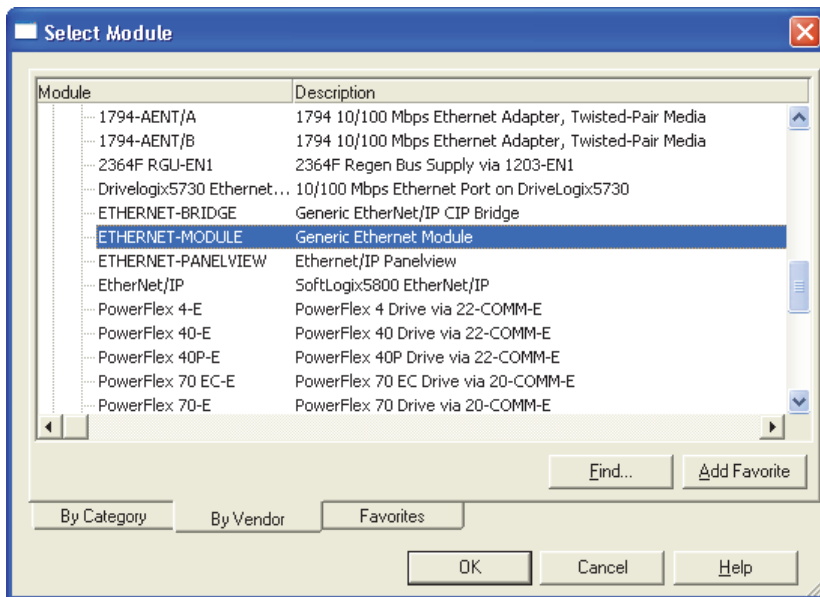 Select Module
Module Description
1794-AENT/A 1794 10/100 Mbps Ethernet Adapter, Twisted-Pair Media
1794-AENT/B 1794 10/100 Mbps Ethernet Adapter, Twisted-Pair Media
2364F RGU-EN1 2364F Regen Bus Supply via 1203-EN1
Drivelogix5730 Ethernet... 10/100 Mbps Ethernet Port on DriveLogix5730
ETHERNET-BRIDGE Generic EtherNet/IP CIP Bridge
ETHERNET-MODULE Generic Ethernet Module
ETHERNET-PANELVIEW Ethernet/IP Panelview
EtherNet/IP SoftLogix5800 EtherNet/IP
PowerFlex 4-E PowerFlex 4 Drive via 22-COMM-E
PowerFlex 40-E PowerFlex 40 Drive via 22-COMM-E
PowerFlex 40P-E PowerFlex 40P Drive via 22-COMM-E
PowerFlex 70 EC-E PowerFlex 70 EC Drive via 20-COMM-E
PowerFlex 70-E PowerFlex 70 Drive via 20-COMM-E
Find... Add Favorite
By Category By Vendor Favorites
OK Cancel Help